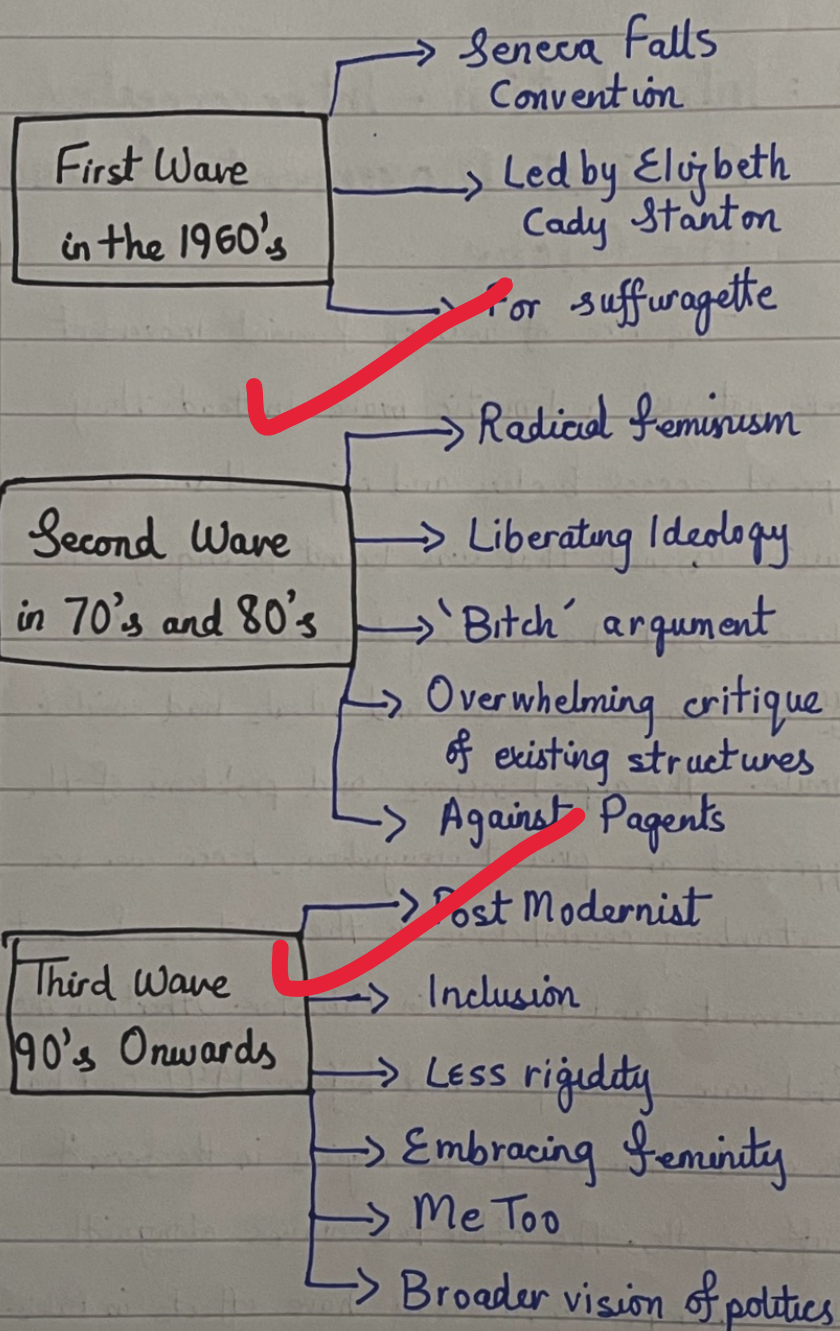 First Wave
in the 1960's
Seneca Falls
Convention
Led by Elizbeth
Cady Stanton
For suffuragette
Second Wave
in 70's and 80's
Radical feminism
Liberating Ideology
'Bitch' argument
Overwhelming critique
of existing structures
Against Pagents
Third Wave
90's Onwards
Post Modernist
Inclusion
Less rigidity
Embracing feminity
Me Too
Broader vision of politics